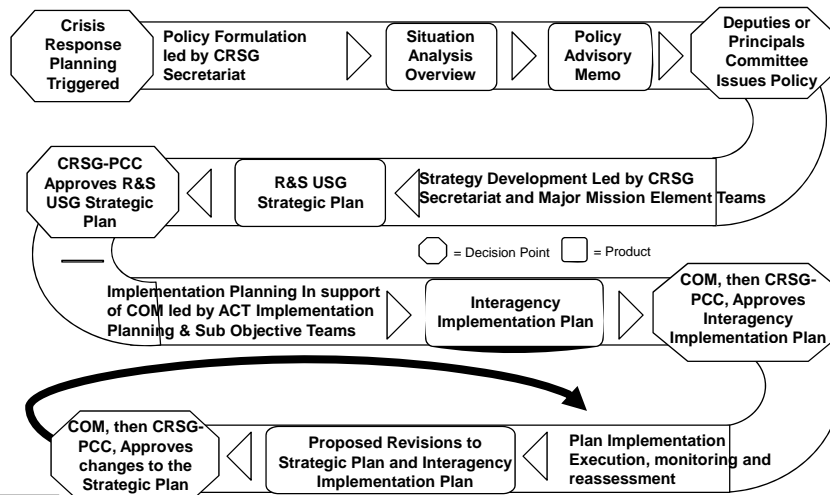 Crisis
Response
Planning
Triggered
Policy Formulation
led by CRSG
Secretariat
Situation
Analysis
Overview
Policy
Advisory
Memo
Deputies or
Principals
Committee
Issues Policy
CRSG-PCC
Approves R&S
USG Strategic
Plan
R&S USG
Strategic Plan
Strategy Development Led by CRSG
Secretariat and Major Mission Element Teams
= Decision Point
= Product
Implementation Planning In support
of COM led by ACT Implementation
Planning & Sub Objective Teams
Interagency
Implementation Plan
COM, then CRSG-
PCC, Approves
Interagency
Implementation Plan
COM, then CRSG-
PCC, Approves
changes to the
Strategic Plan
Proposed Revisions to
Strategic Plan and Interagency
Implementation Plan
Plan Implementation
Execution, monitoring and
reassessment